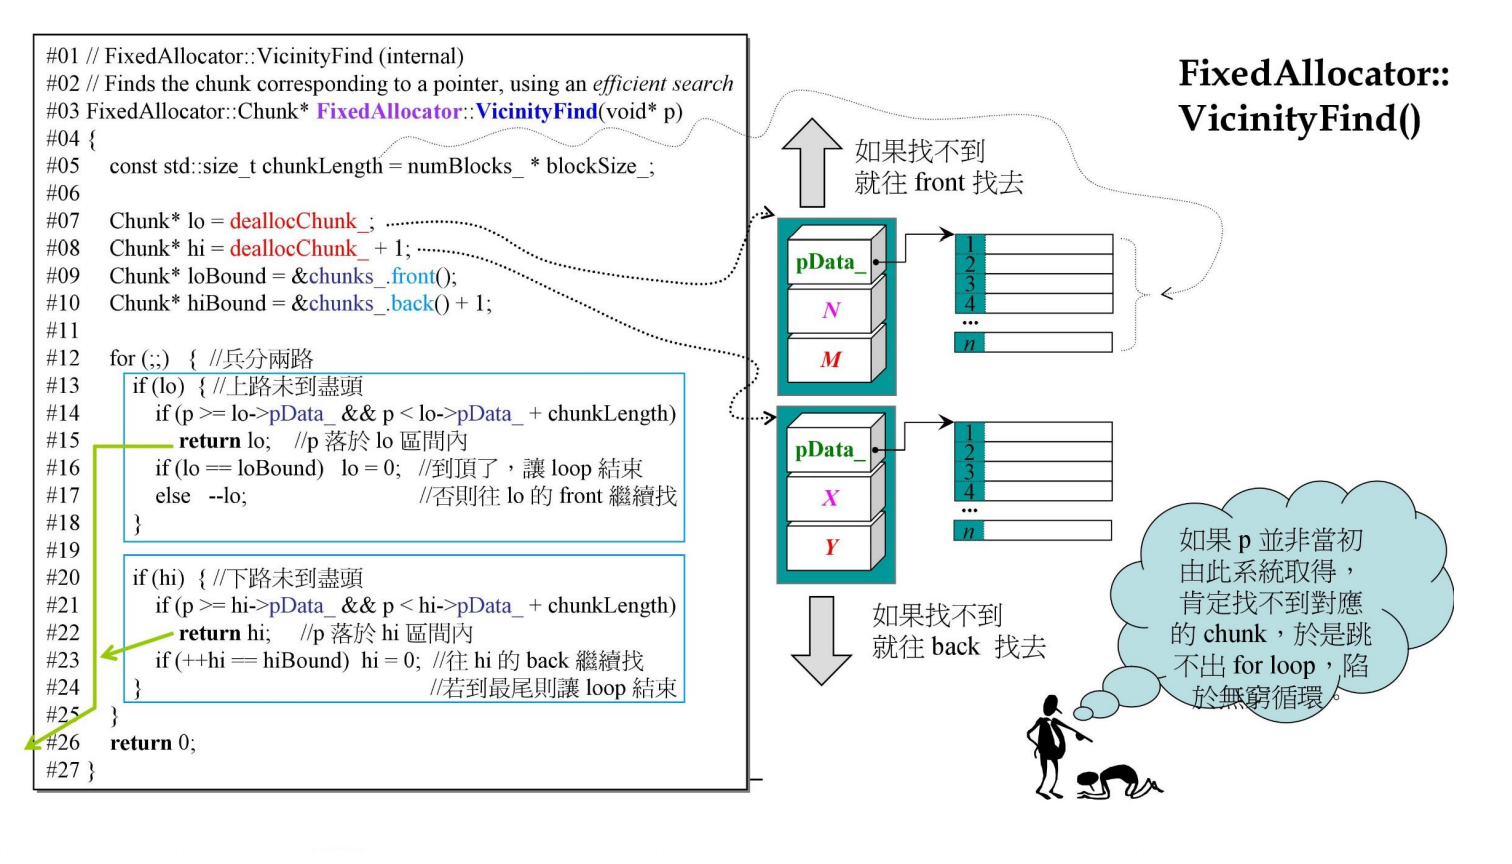 FixedAllocator::
VicinityFind()
#01 // FixedAllocator::VicinityFind (internal)
#02 // Finds the chunk corresponding to a pointer, using an efficient search
#03 FixedAllocator::Chunk* FixedAllocator::VicinityFind(void* p)
#04 {
#05 const std::size_t chunkLength = numBlocks_ * blockSize_;
#06
#07 Chunk* lo = deallocChunk_;
#08 Chunk* hi = deallocChunk_ + 1;
#09 Chunk* loBound = &chunks_.front();
#10 Chunk* hiBound = &chunks_.back() + 1;
#11
#12 for (;;) { //兵分兩路
#13 if (lo) { //上路未到盡頭
#14 if (p >= lo->pData_ && p < lo->pData_ + chunkLength)
#15 return lo; //p 落於 lo 區間內
#16 if (lo == loBound) lo = 0; //到頂了，讓 loop 結束
#17 else --lo; //否則往 lo 的 front 繼續找
#18 }
#19
#20 if (hi) { //下路未到盡頭
#21 if (p >= hi->pData_ && p < hi->pData_ + chunkLength)
#22 return hi; //p 落於 hi 區間內
#23 if (++hi == hiBound) hi = 0; //往 hi 的 back 繼續找
#24 } //若到最尾則讓 loop 結束
#25 }
#26 return 0;
#27 }
如果找不到
就往 front 找去
pData_
N
M
1
2
3
4
...
n
pData_
X
Y
1
2
3
4
...
n
如果找不到
就往 back 找去
如果 p 並非當初
由此系統取得，
肯定找不到對應
的 chunk，於是跳
不出 for loop，陷
於無窮循環。